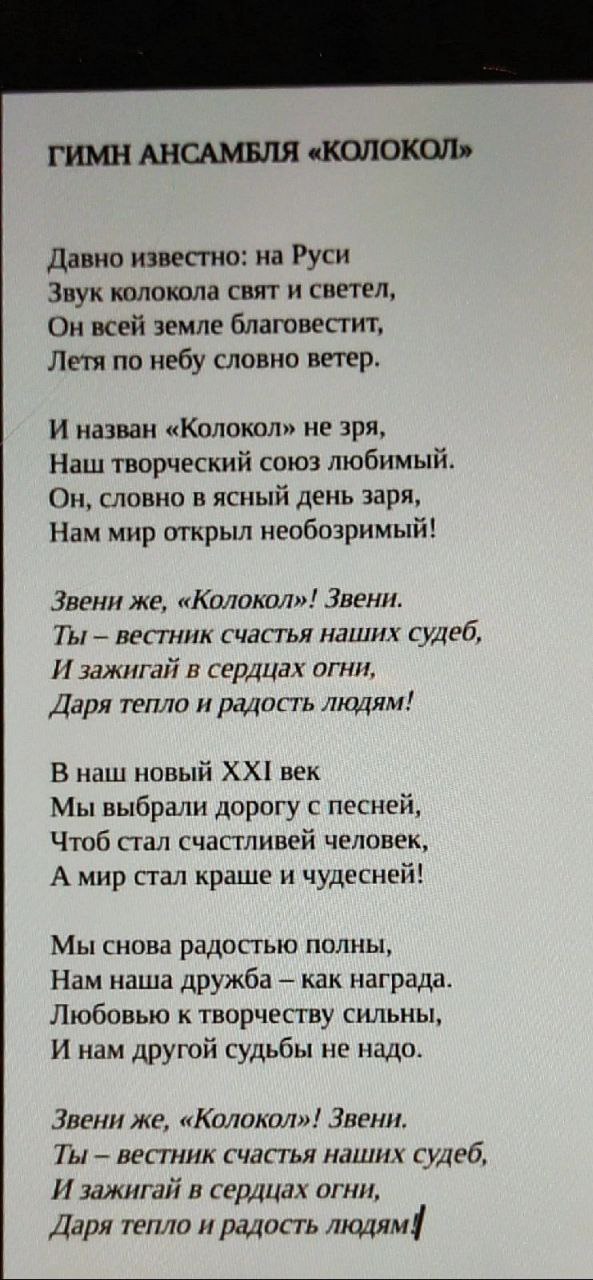 ГИМН АНСАМБЛЯ «КОЛОКОЛ»
Давно известно: на Руси
Звук колокола свят и светел,
Он всей земле благовестит,
Летя по небу словно ветер.
И назван «Колокол» не зря,
Наш творческий союз любимый.
Он, словно в ясный день заря,
Нам мир открыл необозримый!
Звени же, «Колокол»! Звени.
Ты – вестник счастья наших судеб,
И зажигай в сердцах огни,
Даря тепло и радость людям!
В наш новый XXI век
Мы выбрали дорогу с песней,
Чтоб стал счастливей человек,
А мир стал краше и чудесней!
Мы снова радостью полны,
Нам наша дружба – как награда.
Любовью к творчеству сильны,
И нам другой судьбы не надо.
Звени же, «Колокол»! Звени.
Ты – вестник счастья наших судеб,
И зажигай в сердцах огни,
Даря тепло и радость людям!